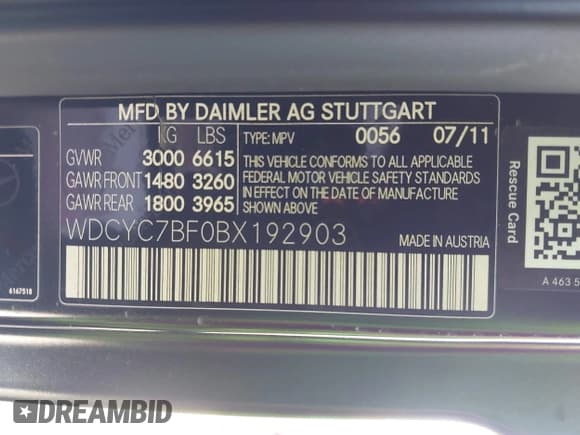 MFD BY DAIMLER AG STUTTGART
KG LBS
GVWR 3000 6615
GAWR FRONT 1480 3260
GAWR REAR 1800 3965
TYPE: MPV 0056 07/11
THIS VEHICLE CONFORMS TO ALL APPLICABLE
FEDERAL MOTOR VEHICLE SAFETY STANDARDS
IN EFFECT ON THE DATE OF MANUFACTURE
SHOWN ABOVE
WDCYC7BF0BX192903
MADE IN AUSTRIA
6167518
Rescue Card
A 463 5
DREAMBID